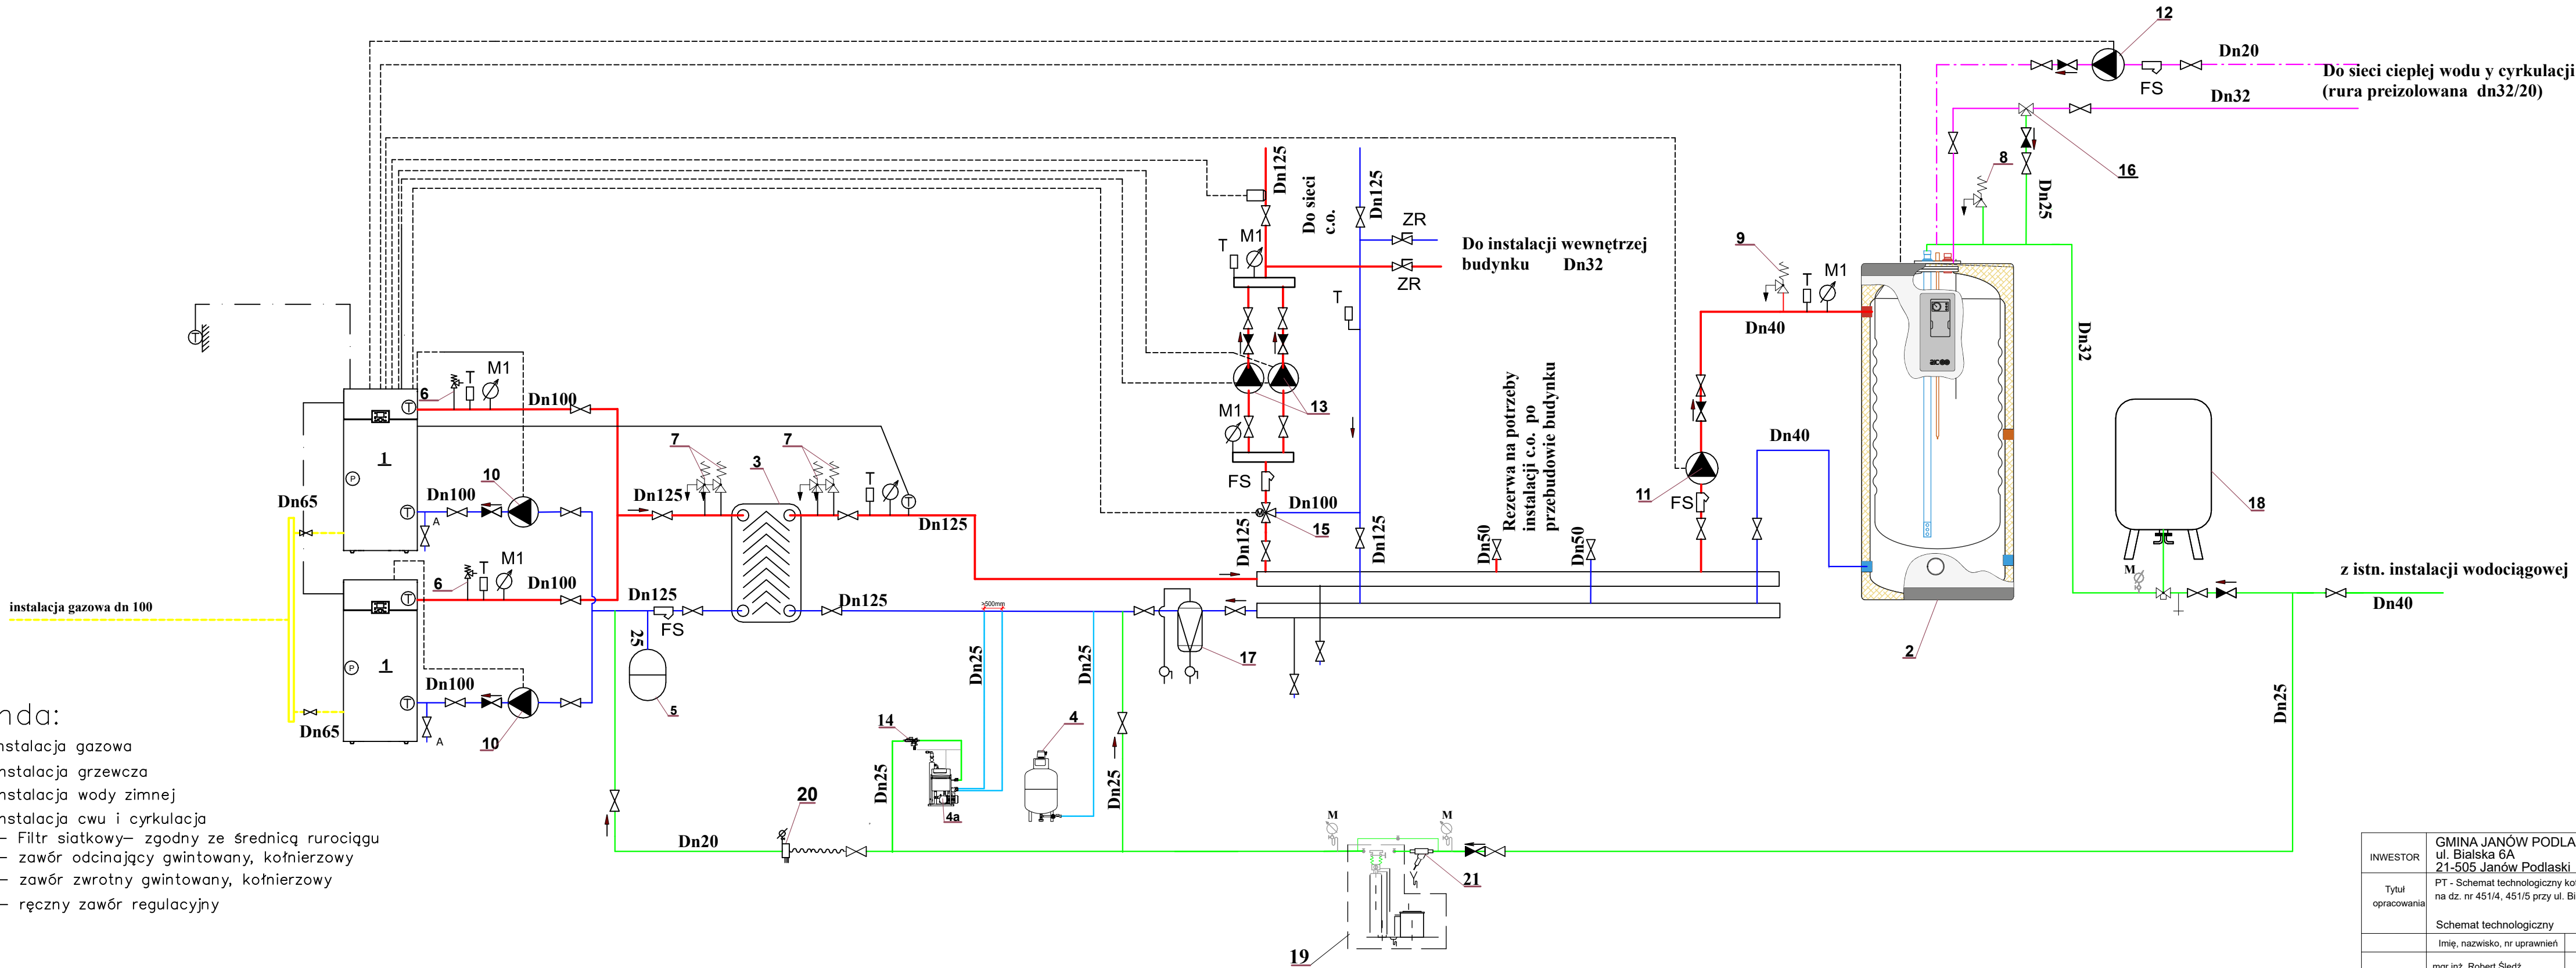 12
Dn20
Do sieci ciepłej wodu y cyrkulacji
(rura preizolowana dn32/20)
FS
Dn32
16
8
Dn25
Dn125
Do sieci
c.o.
Dn125
ZR
ZR
Do instalacji wewnętrzej
budynku Dn32
T
M1
T
9
T
M1
Dn40
Dn32
T
6
T
M1
Dn100
13
M1
Rezerwa na potrzeby
instalacji c.o. po
przebudowie budynku
1
P
T
T
10
Dn100
A
Dn65
7
7
3
T
T
Dn125
Dn125
FS
Dn100
15
Dn125
Dn125
Dn50
Dn50
11
FS
Dn40
18
z istn. instalacji wodociągowej
Dn40
M
2
6
T
M1
Dn100
T
instalacja gazowa dn 100
1
P
T
Dn100
10
A
Dn65
Dn125
FS
25
5
Dn125
>500mm
Dn25
Dn25
17
Dn25
14
4
4a
Dn25
Dn25
20
Dn20
M
M
21
19
nda:
nstalacja gazowa
nstalacja grzewcza
nstalacja wody zimnej
nstalacja cwu i cyrkulacja
– Filtr siatkowy– zgodny ze średnicą rurociągu
– zawór odcinający gwintowany, kołnierzowy
– zawór zwrotny gwintowany, kołnierzowy
– ręczny zawór regulacyjny
INWESTOR
GMINA JANÓW PODLA
ul. Bialska 6A
21-505 Janów Podlaski
Tytuł
opracowania
PT - Schemat technologiczny kot
na dz. nr 451/4, 451/5 przy ul. Bi
Schemat technologiczny
Imię, nazwisko, nr uprawnień
mgr inż. Robert Śledź